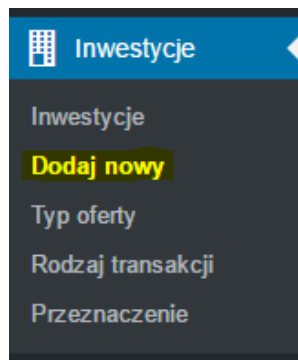 Inwestycje
Inwestycje
Dodaj nowy
Typ oferty
Rodzaj transakcji
Przeznaczenie